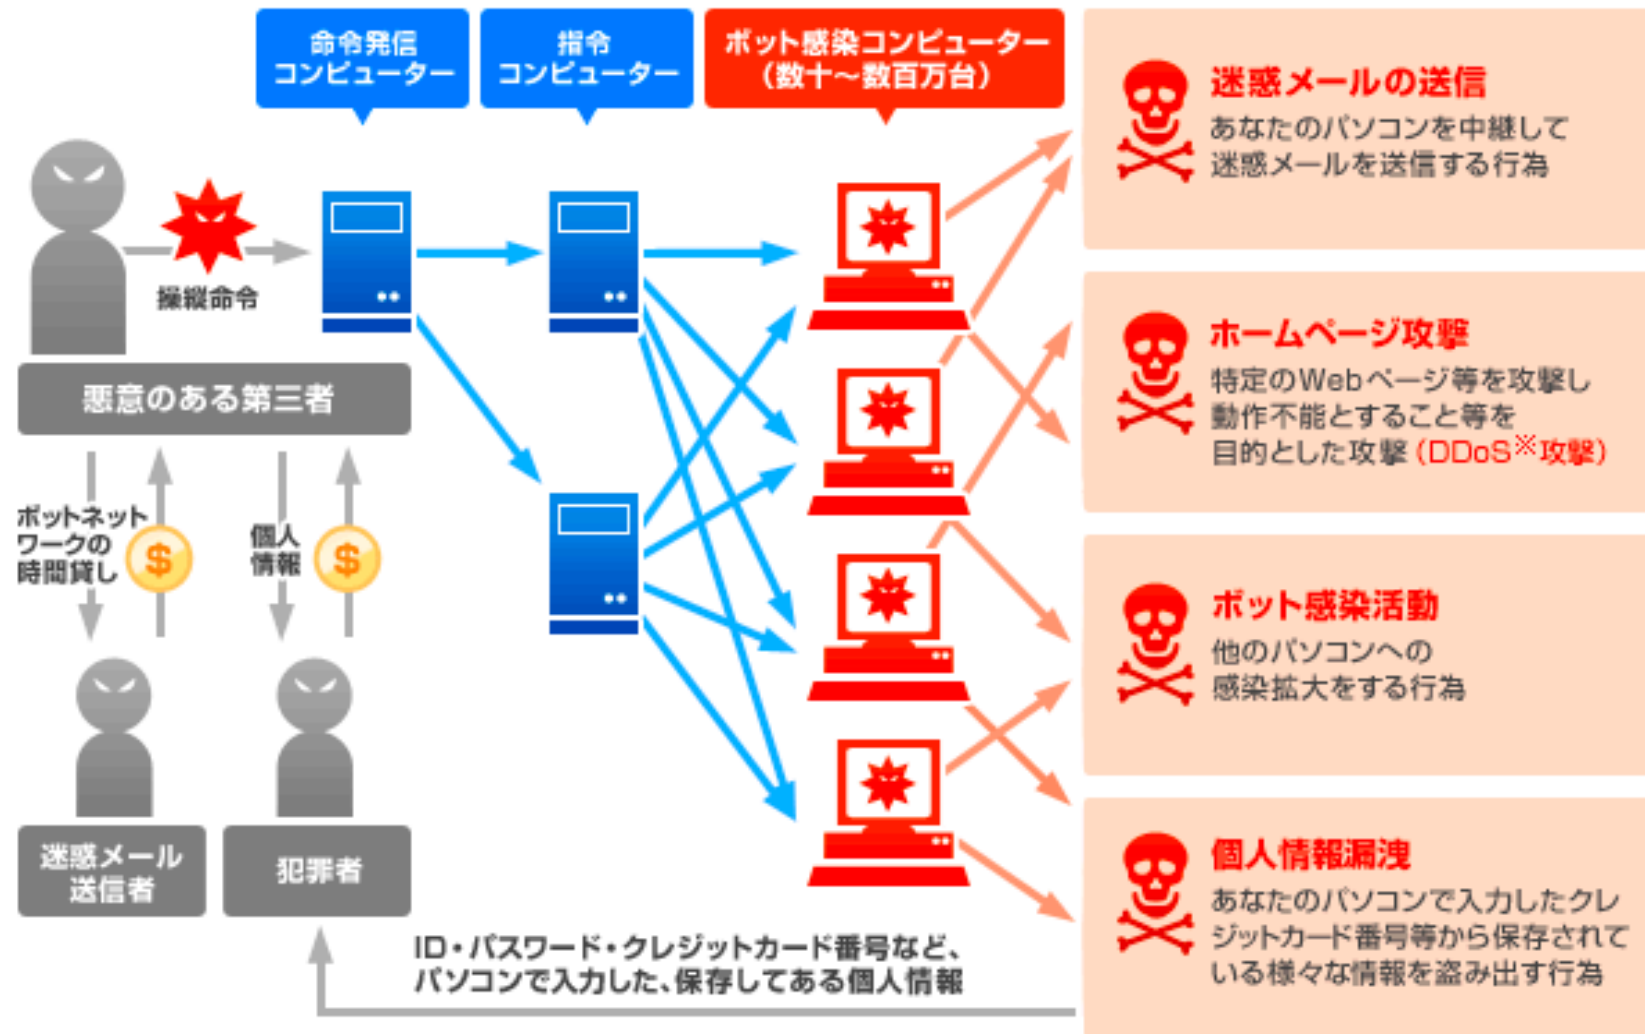 命令発信
コンピューター
指令
コンピューター
ボット感染コンピューター
(数十～数百万台)
操縦命令
悪意のある第三者
ボットネット
ワークの
時間貸し
$
個人
情報
$
迷惑メール
送信者
犯罪者
ID・パスワード・クレジットカード番号など、
パソコンで入力した、保存してある個人情報
迷惑メールの送信
あなたのパソコンを中継して
迷惑メールを送信する行為
ホームページ攻撃
特定のWebページ等を攻撃し
動作不能とすること等を
目的とした攻撃(DDoS※攻撃)
ボット感染活動
他のパソコンへの
感染拡大をする行為
個人情報漏洩
あなたのパソコンで入力したクレ
ジットカード番号等から保存されて
いる様々な情報を盗み出す行為